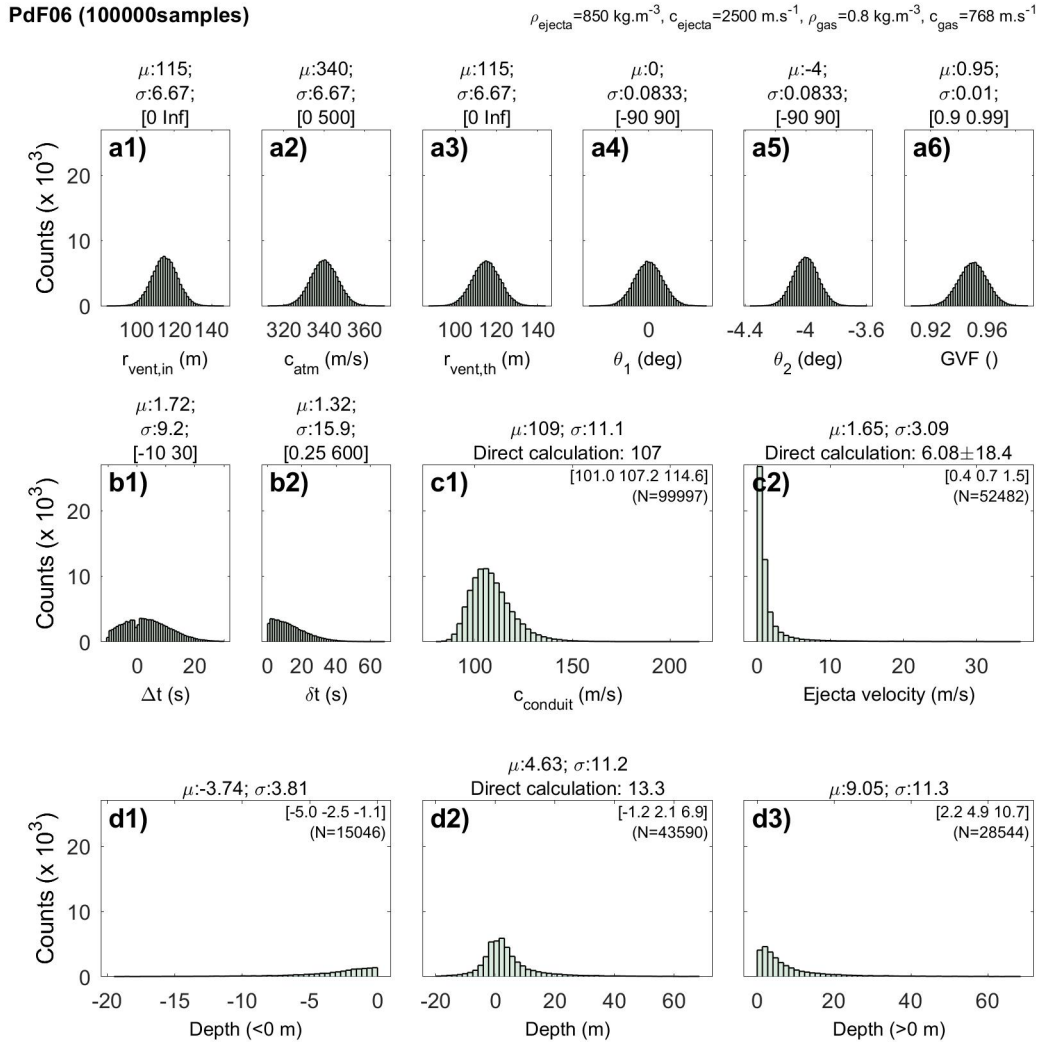 PdF06 (100000samples)
ρejecta=850 kg.m-3, cejecta=2500 m.s-1, ρgas=0.8 kg.m-3, cgas=768 m.s-1
μ:115;
σ:6.67;
[0 Inf]
μ:340;
σ:6.67;
[0 500]
μ:115;
σ:6.67;
[0 Inf]
μ:0;
σ:0.0833;
[-90 90]
μ:-4;
σ:0.0833;
[-90 90]
μ:0.95;
σ:0.01;
[0.9 0.99]
Counts (x 10³)
20
10
0
a1)
100 120 140
rvent,in (m)
a2)
320 340 360
catm (m/s)
a3)
100 120 140
rvent,th (m)
a4)
0
θ1 (deg)
a5)
-4.4 -4 -3.6
θ2 (deg)
a6)
0.92 0.96
GVF ()
μ:1.72;
σ:9.2;
[-10 30]
μ:1.32;
σ:15.9;
[0.25 600]
μ:109; σ:11.1
Direct calculation: 107
μ:1.65; σ:3.09
Direct calculation: 6.08±18.4
Counts (x 10³)
20
10
0
b1)
0 20
Δt (s)
b2)
0 20 40 60
δt (s)
c1)
[101.0 107.2 114.6]
(N=99997)
100 150 200
cconduit (m/s)
c2)
[0.4 0.7 1.5]
(N=52482)
0 10 20 30
Ejecta velocity (m/s)
μ:-3.74; σ:3.81
μ:4.63; σ:11.2
Direct calculation: 13.3
μ:9.05; σ:11.3
Counts (x 10³)
20
10
0
d1)
[-5.0 -2.5 -1.1]
(N=15046)
-20 -15 -10 -5 0
Depth (<0 m)
d2)
[-1.2 2.1 6.9]
(N=43590)
-20 0 20 40 60
Depth (m)
d3)
[2.2 4.9 10.7]
(N=28544)
0 20 40 60
Depth (>0 m)